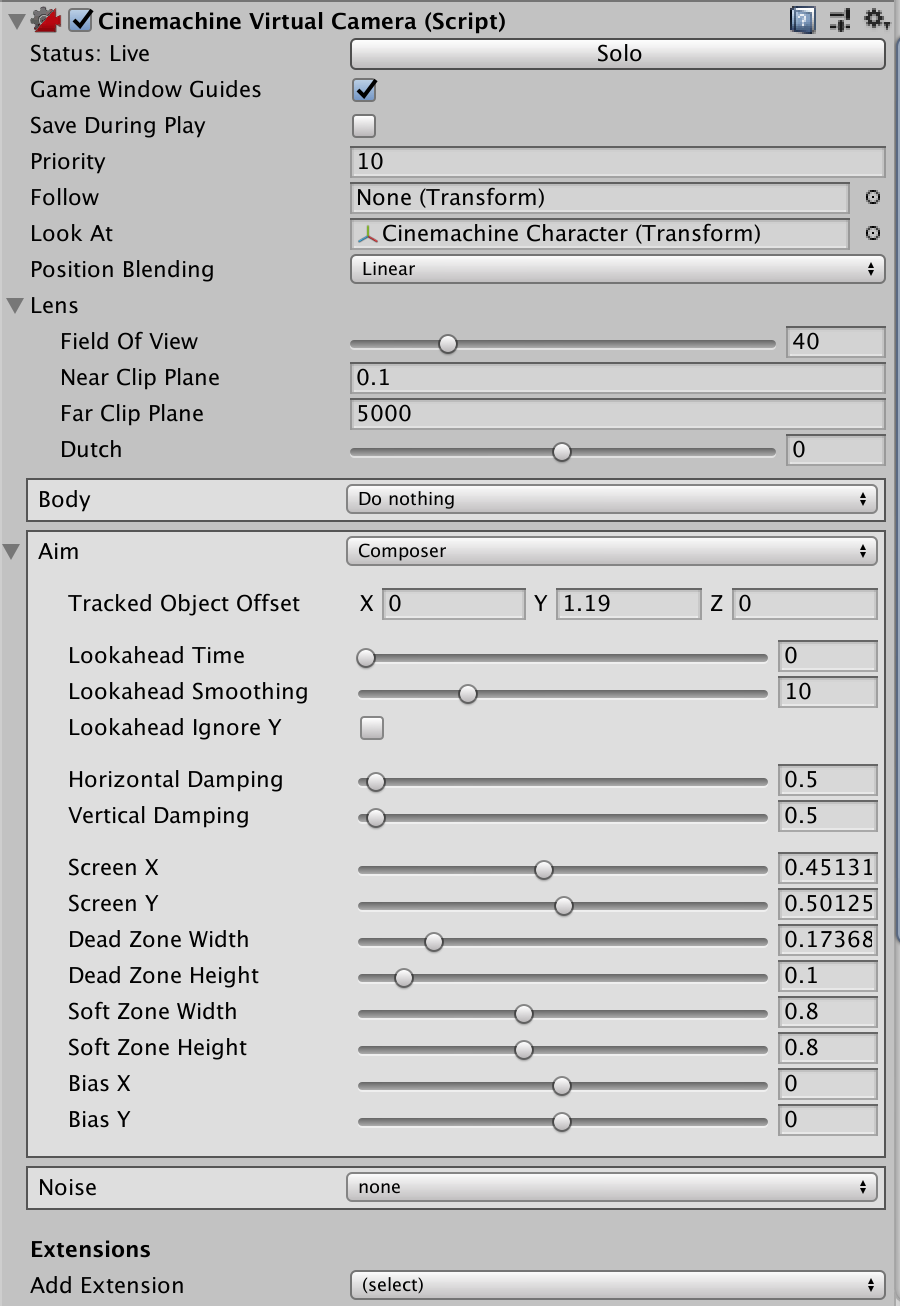 Cinemachine Virtual Camera (Script)
Status: Live Solo
Game Window Guides
Save During Play
Priority 10
Follow None (Transform)
Look At Cinemachine Character (Transform)
Position Blending Linear
Lens
Field Of View 40
Near Clip Plane 0.1
Far Clip Plane 5000
Dutch 0
Body Do nothing
Aim Composer
Tracked Object Offset X 0 Y 1.19 Z 0
Lookahead Time 0
Lookahead Smoothing 10
Lookahead Ignore Y
Horizontal Damping 0.5
Vertical Damping 0.5
Screen X 0.45131
Screen Y 0.50125
Dead Zone Width 0.17368
Dead Zone Height 0.1
Soft Zone Width 0.8
Soft Zone Height 0.8
Bias X 0
Bias Y 0
Noise none
Extensions
Add Extension (select)